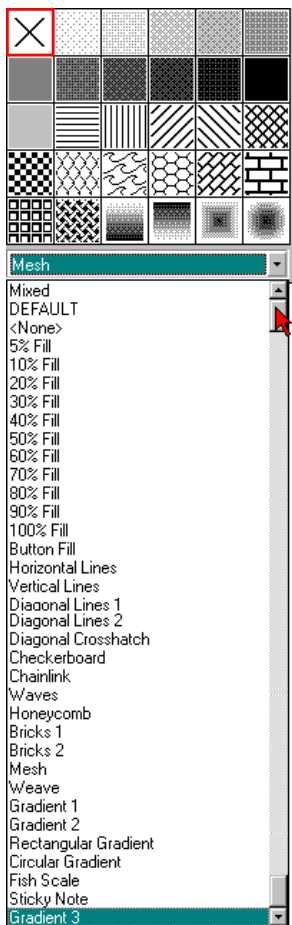 Mesh
Mixed
DEFAULT
<None>
5% Fill
10% Fill
20% Fill
30% Fill
40% Fill
50% Fill
60% Fill
70% Fill
80% Fill
90% Fill
100% Fill
Button Fill
Horizontal Lines
Vertical Lines
Diagonal Lines 1
Diagonal Lines 2
Diagonal Crosshatch
Checkerboard
Chainlink
Waves
Honeycomb
Bricks 1
Bricks 2
Mesh
Weave
Gradient 1
Gradient 2
Rectangular Gradient
Circular Gradient
Fish Scale
Sticky Note
Gradient 3